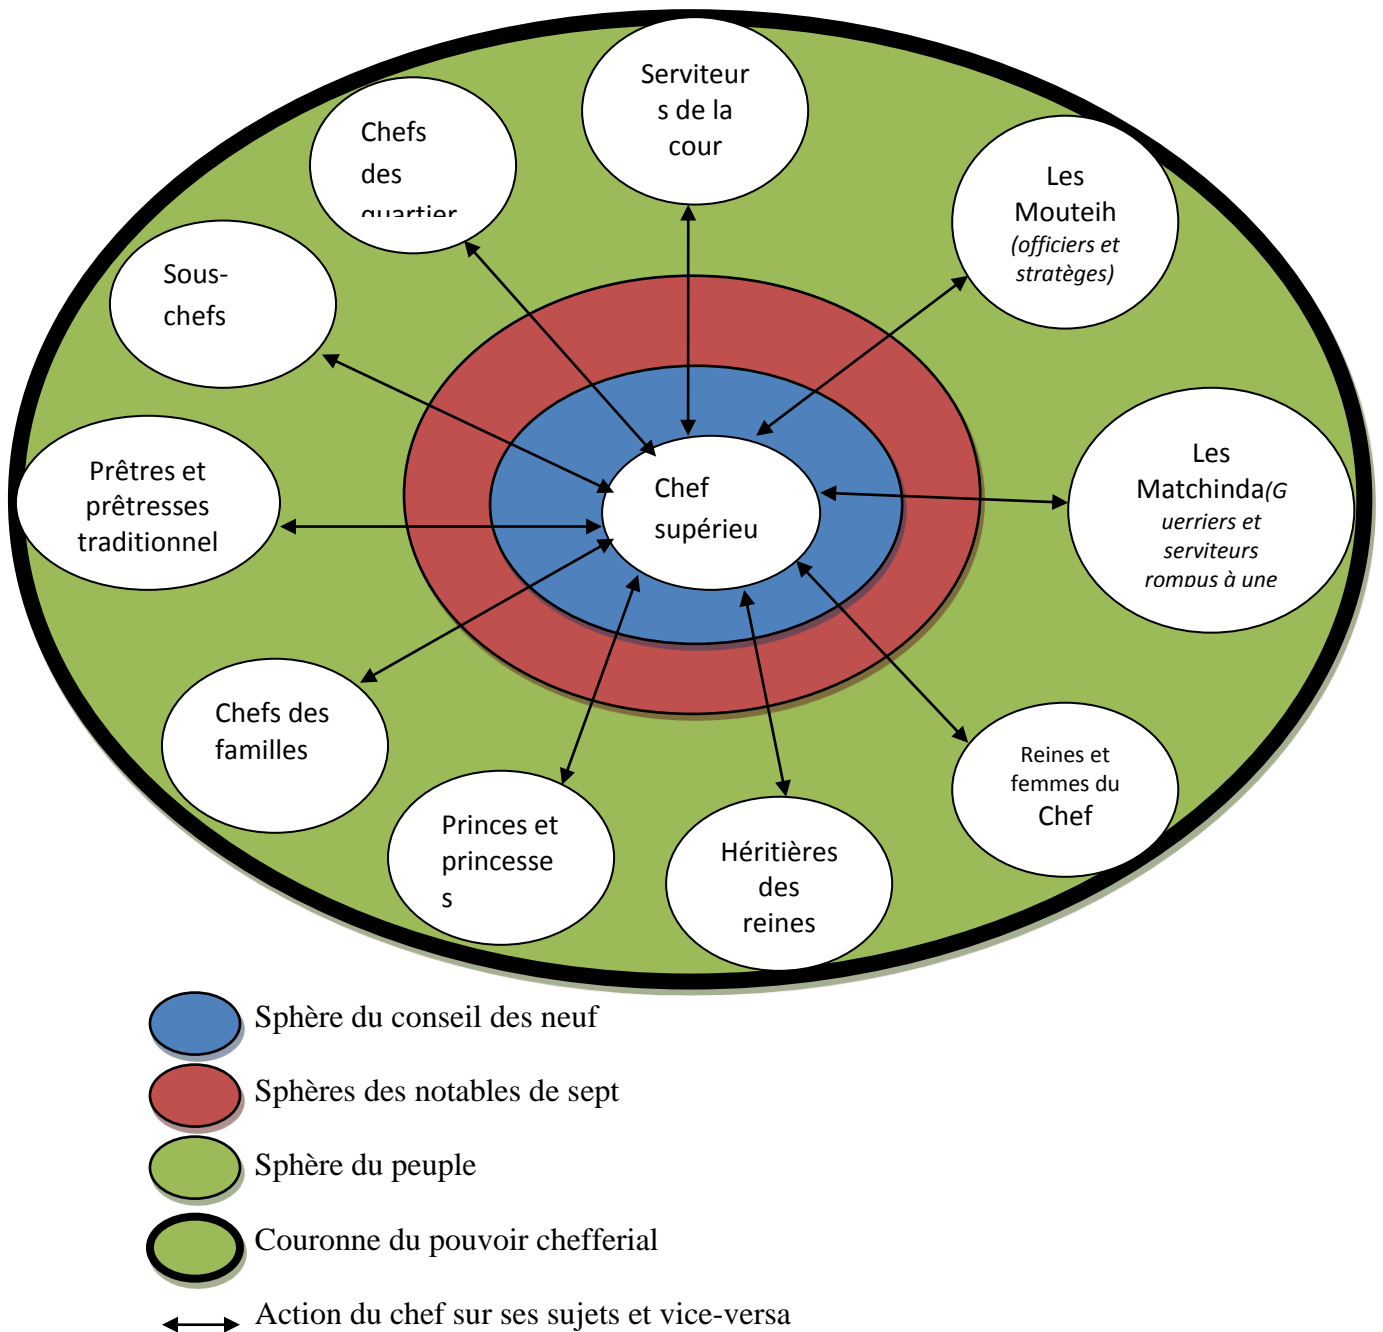 Serviteur
s de la
cour
Chefs
des
quartier
Les
Mouteih
(officiers et
stratèges)
Sous-
chefs
Prêtres et
prêtresses
traditionnel
Chef
supérieu
Les
Matchinda(G
uerriers et
serviteurs
rompus à une
Chefs des
familles
Princes et
princesse
s
Héritières
des
reines
Reines et
femmes du
Chef
Sphère du conseil des neuf
Sphères des notables de sept
Sphère du peuple
Couronne du pouvoir chefferial
Action du chef sur ses sujets et vice-versa